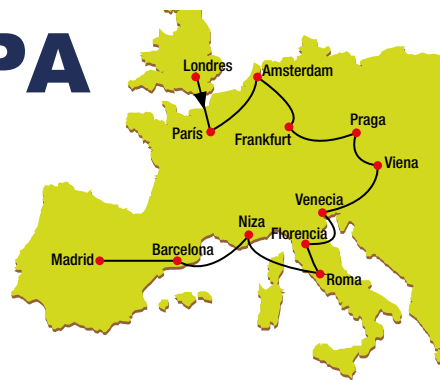 PA
Londres
Amsterdam
París
Frankfurt
Praga
Viena
Venecia
Niza
Florencia
Barcelona
Madrid
Roma